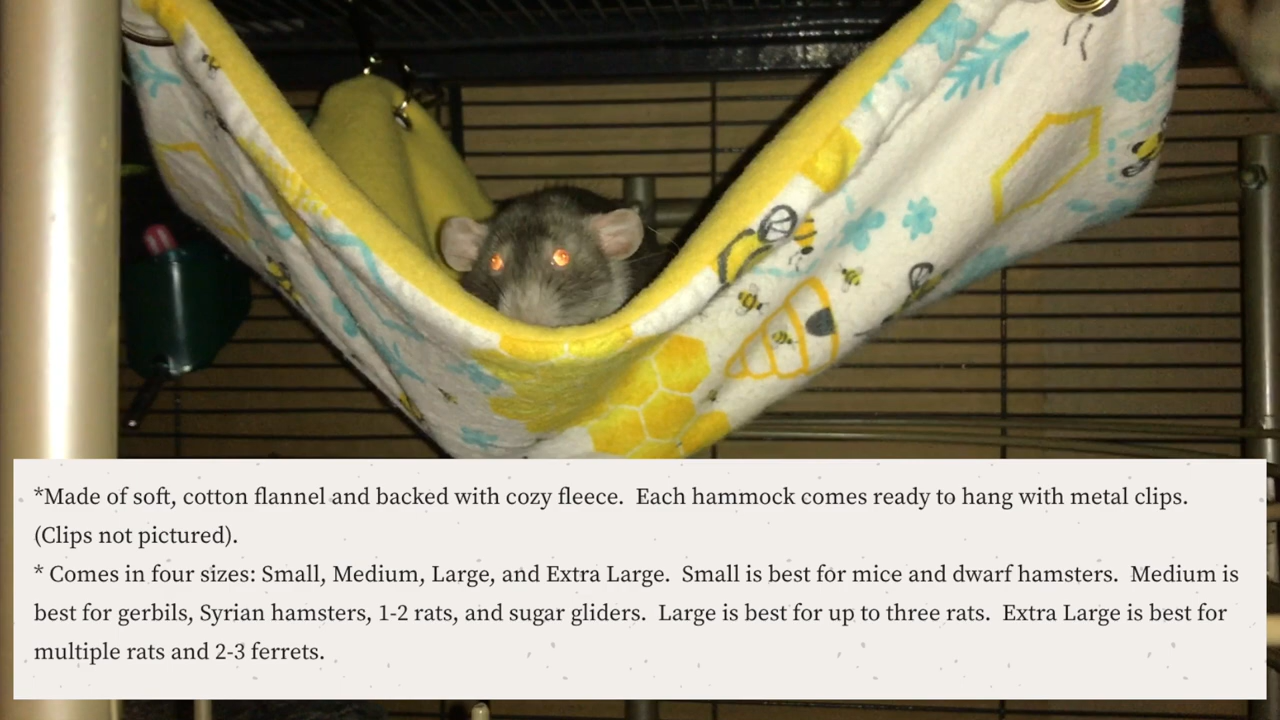 *Made of soft, cotton flannel and backed with cozy fleece.  Each hammock comes ready to hang with metal clips.
(Clips not pictured).
* Comes in four sizes: Small, Medium, Large, and Extra Large.  Small is best for mice and dwarf hamsters.  Medium is
best for gerbils, Syrian hamsters, 1-2 rats, and sugar gliders.  Large is best for up to three rats.  Extra Large is best for
multiple rats and 2-3 ferrets.